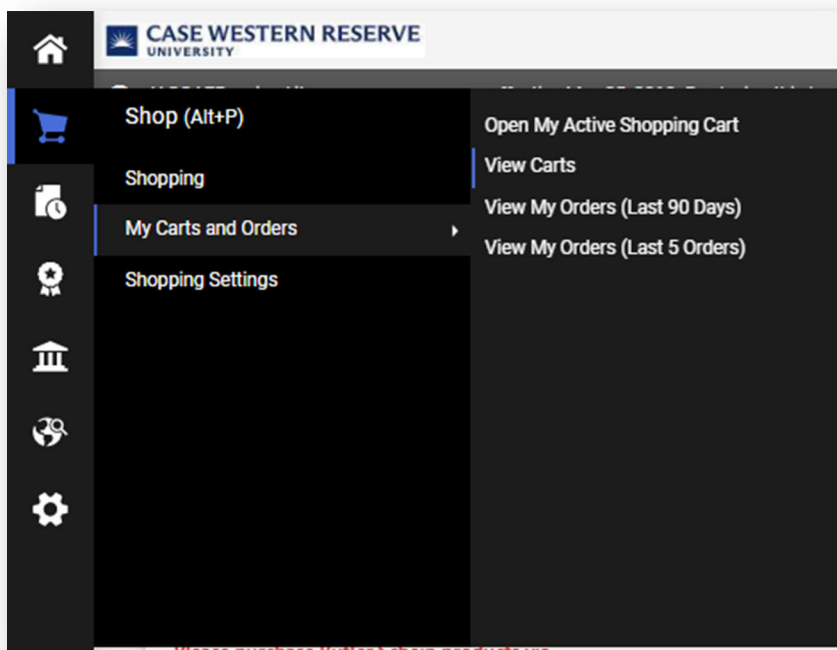 CASE WESTERN RESERVE
UNIVERSITY
Shop (Alt+P)
Shopping
My Carts and Orders
Shopping Settings
Open My Active Shopping Cart
View Carts
View My Orders (Last 90 Days)
View My Orders (Last 5 Orders)